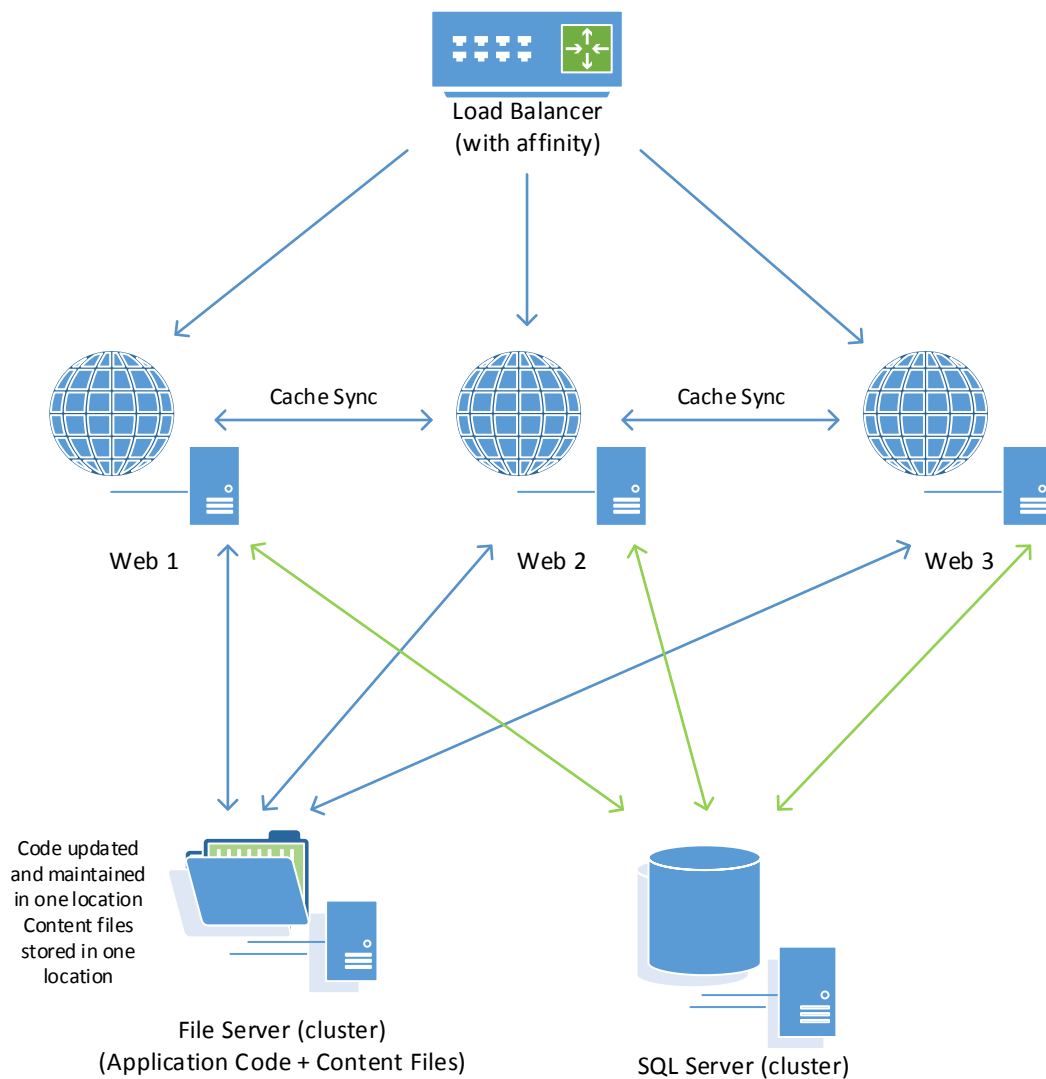 Load Balancer
(with affinity)
Cache Sync
Cache Sync
Web 1
Web 2
Web 3
Code updated
and maintained
in one location
Content files
stored in one
location
File Server (cluster)
(Application Code + Content Files)
SQL Server (cluster)